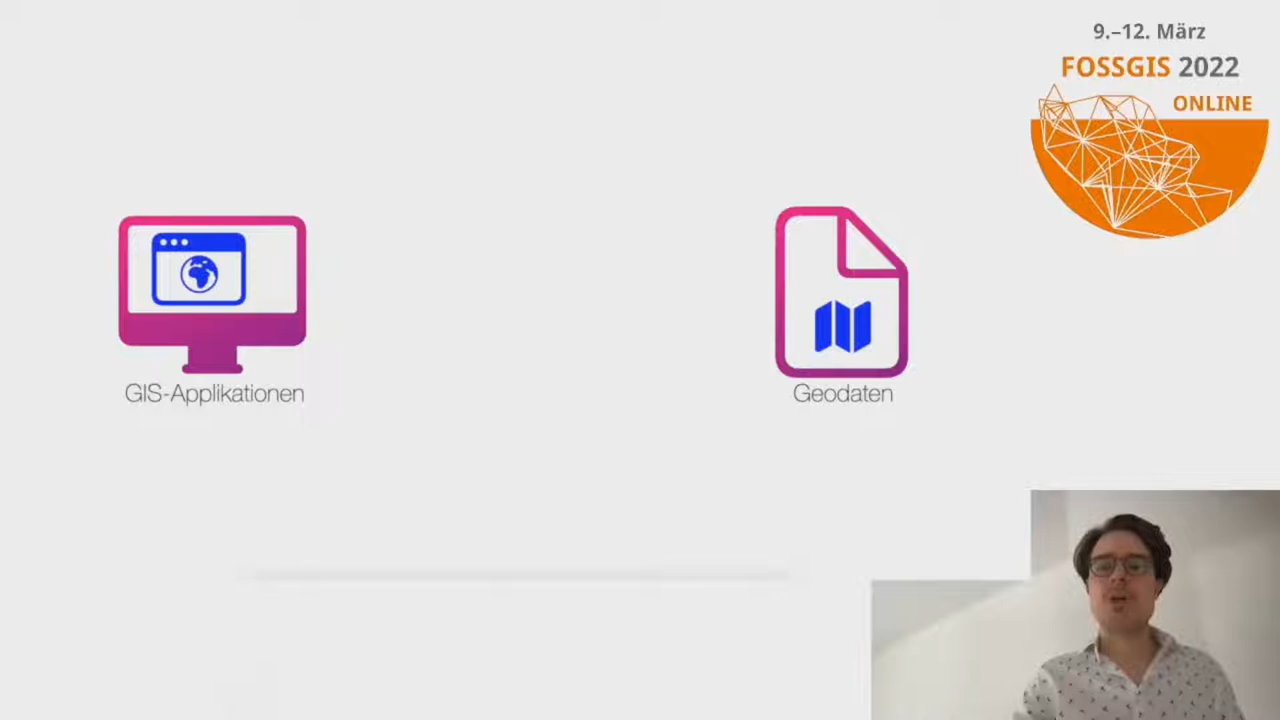 9.–12. März
FOSSGIS 2022
ONLINE
GIS-Applikationen
Geodaten